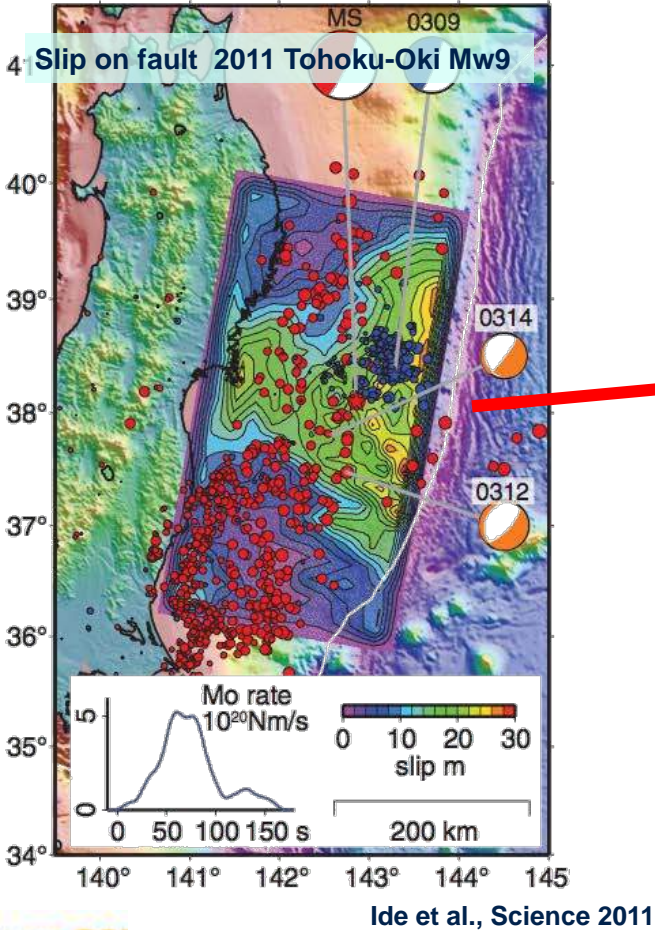 MS 0309
Slip on fault 2011 Tohoku-Oki Mw9
40°
39°
0314
38°
0312
37°
36°
Mo rate
10²⁰Nm/s
5
0
0 50 100 150 s
0 10 20 30
slip m
200 km
35°
34°
140° 141° 142° 143° 144° 145
Ide et al., Science 2011